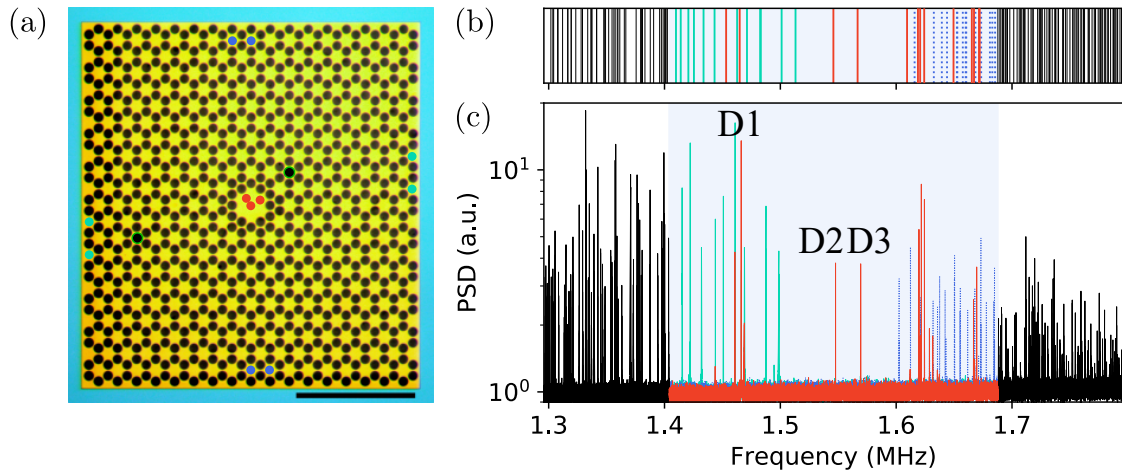 (a)
(b)
(c)
D1
D2 D3
PSD (a.u.)
10¹
10⁰
1.3 1.4 1.5 1.6 1.7
Frequency (MHz)